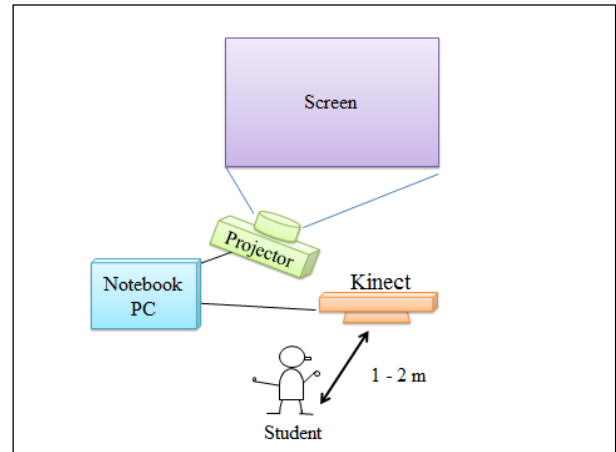 Screen
Projector
Notebook
PC
Kinect
1 - 2 m
Student